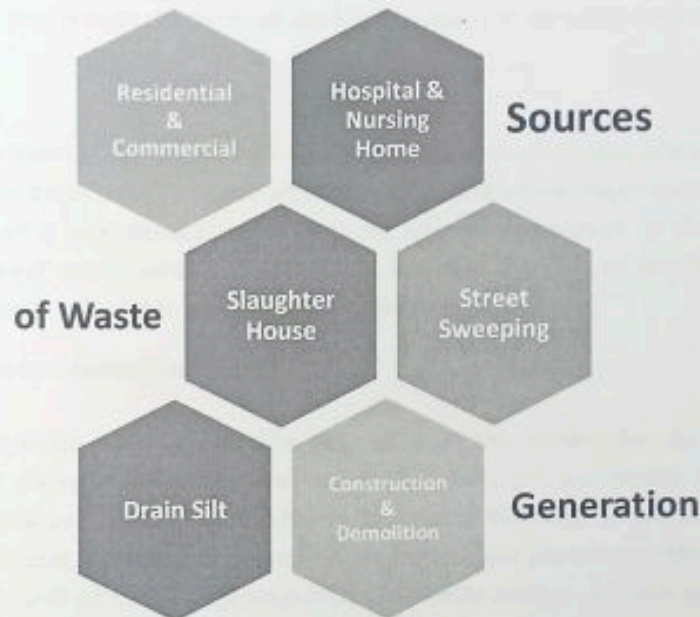 Residential
&
Commercial
Hospital &
Nursing
Home
Sources
of Waste
Slaughter
House
Street
Sweeping
Drain Silt
Construction
&
Demolition
Generation